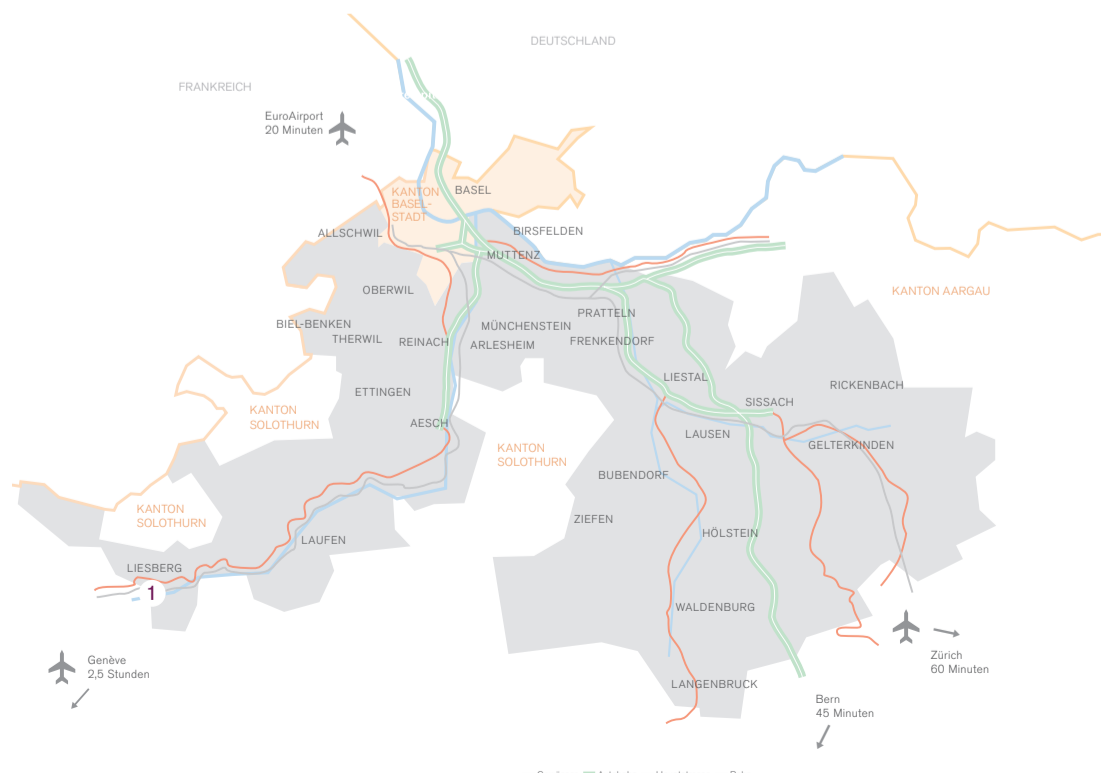 DEUTSCHLAND
FRANKREICH
EuroAirport
20 Minuten
KANTON
BASEL-
STADT
BASEL
ALLSCHWIL
BIRSFELDEN
MUTTENZ
OBERWIL
KANTON AARGAU
PRATTELN
BIEL-BENKEN
MÜNCHENSTEIN
THERWIL
REINACH
ARLESHEIM
FRENKENDORF
LIESTAL
RICKENBACH
ETTINGEN
SISSACH
KANTON
SOLOTHURN
AESCH
LAUSEN
GELTERKINDEN
KANTON
SOLOTHURN
BUBENDORF
KANTON
SOLOTHURN
ZIEFEN
HÖLSTEIN
LAUFEN
LIESBERG
1
WALDENBURG
Genève
2,5 Stunden
Zürich
60 Minuten
LANGENBRUCK
Bern
45 Minuten